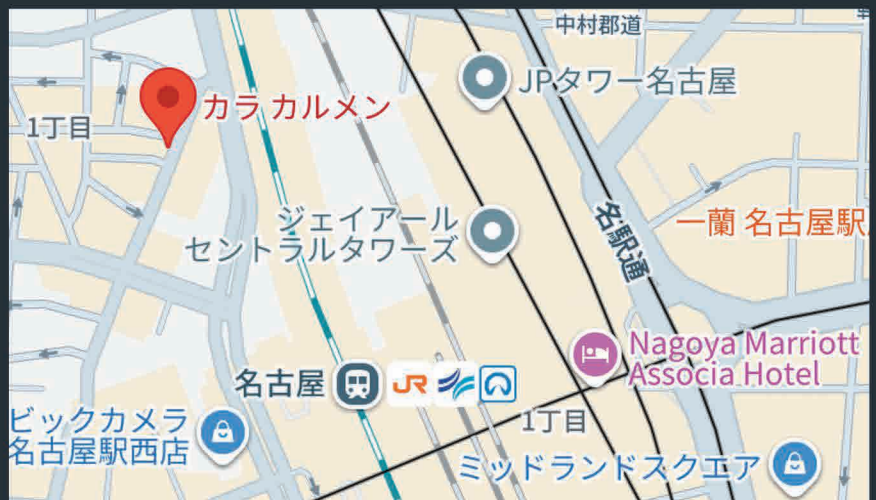 中村郡道
JPタワー名古屋
カラ カルメン
1丁目
ジェイアール
セントラルタワーズ
名駅通
一蘭 名古屋駅
Nagoya Marriott
Associa Hotel
名古屋
JR
1丁目
ビックカメラ
名古屋駅西店
ミッドランドスクエア